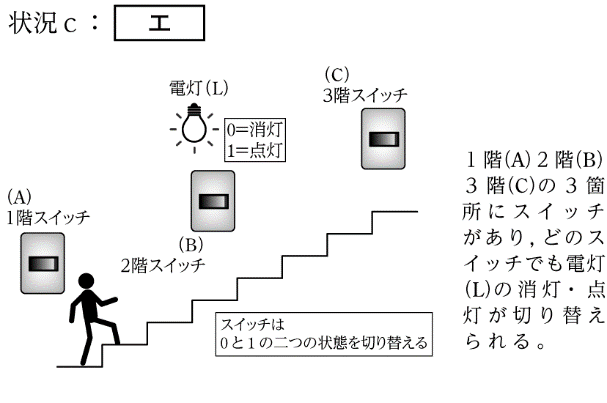 状況c：エ
(C)
3階スイッチ
電灯(L)
0=消灯
1=点灯
(A)
1階スイッチ
(B)
2階スイッチ
スイッチは
0と1の二つの状態を切り替える
1階(A)2階(B)
3階(C)の3箇
所にスイッチ
があり,どのス
イッチでも電灯
(L)の消灯・点
灯が切り替え
られる。